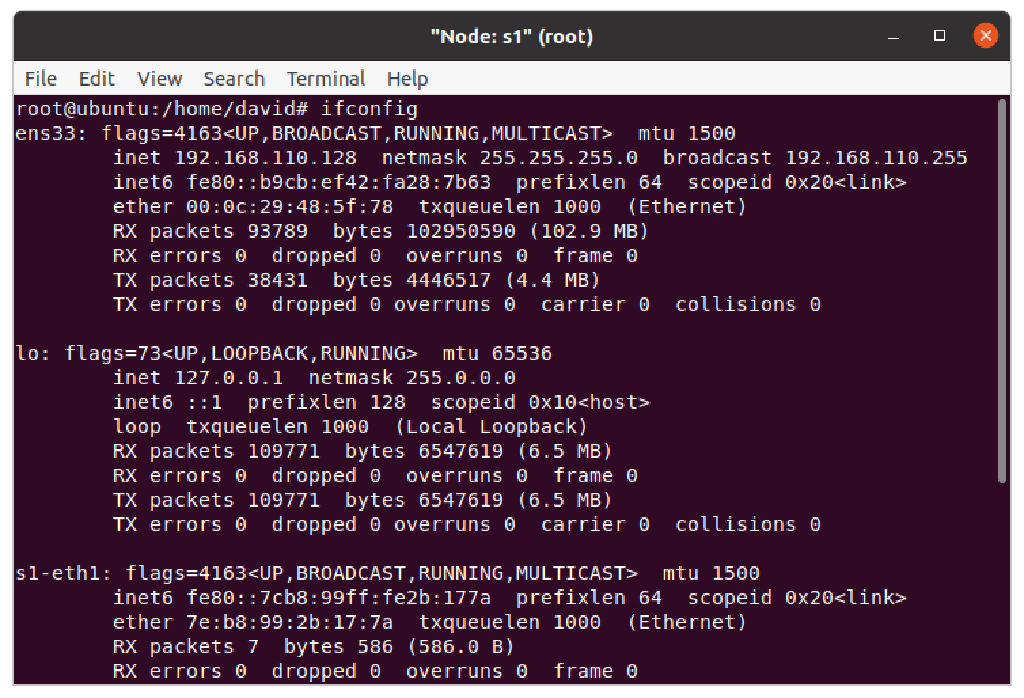 "Node: s1" (root)
File Edit View Search Terminal Help
root@ubuntu:/home/david# ifconfig
ens33: flags=4163<UP,BROADCAST,RUNNING,MULTICAST>  mtu 1500
        inet 192.168.110.128  netmask 255.255.255.0  broadcast 192.168.110.255
        inet6 fe80::b9cb:ef42:fa28:7b63  prefixlen 64  scopeid 0x20<link>
        ether 00:0c:29:48:5f:78  txqueuelen 1000  (Ethernet)
        RX packets 93789  bytes 102950590 (102.9 MB)
        RX errors 0  dropped 0  overruns 0  frame 0
        TX packets 38431  bytes 4446517 (4.4 MB)
        TX errors 0  dropped 0 overruns 0  carrier 0  collisions 0

lo: flags=73<UP,LOOPBACK,RUNNING>  mtu 65536
        inet 127.0.0.1  netmask 255.0.0.0
        inet6 ::1  prefixlen 128  scopeid 0x10<host>
        loop  txqueuelen 1000  (Local Loopback)
        RX packets 109771  bytes 6547619 (6.5 MB)
        RX errors 0  dropped 0  overruns 0  frame 0
        TX packets 109771  bytes 6547619 (6.5 MB)
        TX errors 0  dropped 0 overruns 0  carrier 0  collisions 0

s1-eth1: flags=4163<UP,BROADCAST,RUNNING,MULTICAST>  mtu 1500
        inet6 fe80::7cb8:99ff:fe2b:177a  prefixlen 64  scopeid 0x20<link>
        ether 7e:b8:99:2b:17:7a  txqueuelen 1000  (Ethernet)
        RX packets 7  bytes 586 (586.0 B)
        RX errors 0  dropped 0  overruns 0  frame 0